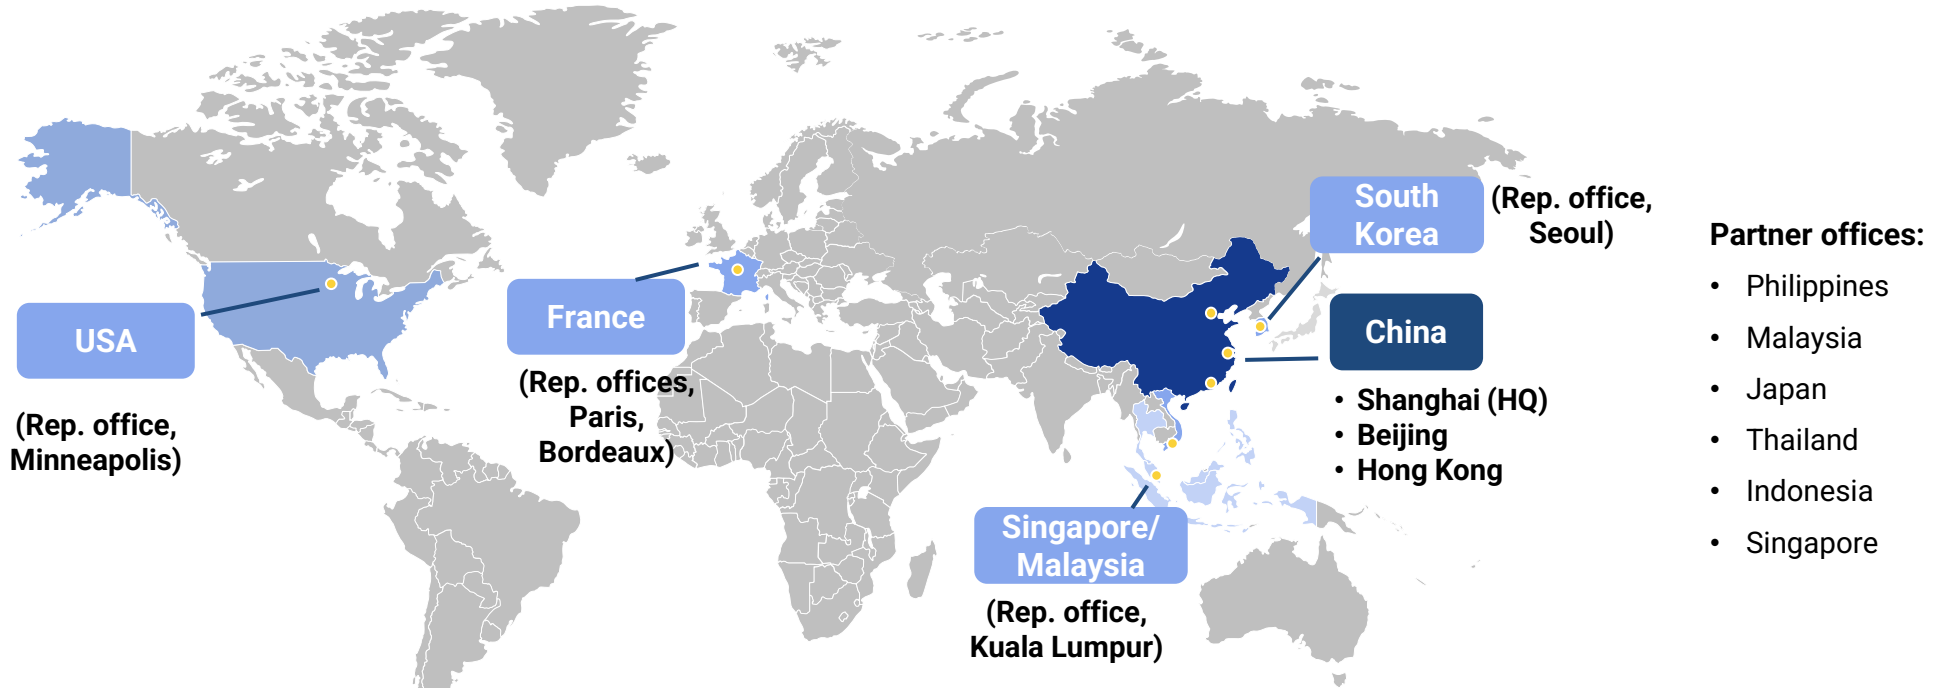 USA
(Rep. office,
Minneapolis)
France
(Rep. offices,
Paris,
Bordeaux)
South
Korea
(Rep. office,
Seoul)
China
• Shanghai (HQ)
• Beijing
• Hong Kong
Singapore/
Malaysia
(Rep. office,
Kuala Lumpur)
Partner offices:
• Philippines
• Malaysia
• Japan
• Thailand
• Indonesia
• Singapore